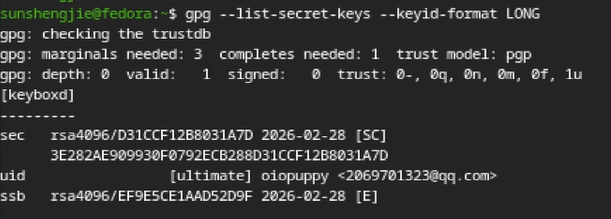 sunshengjie@fedora:~$ gpg --list-secret-keys --keyid-format LONG
gpg: checking the trustdb
gpg: marginals needed: 3  completes needed: 1  trust model: pgp
gpg: depth: 0  valid:   1  signed:   0  trust: 0-, 0q, 0n, 0m, 0f, 1u
[keyboxd]
---------
sec   rsa4096/D31CCF12B8031A7D 2026-02-28 [SC]
      3E282AE909930F0792ECB288D31CCF12B8031A7D
uid                 [ultimate] oiopuppy <2069701323@qq.com>
ssb   rsa4096/EF9E5CE1AAD52D9F 2026-02-28 [E]